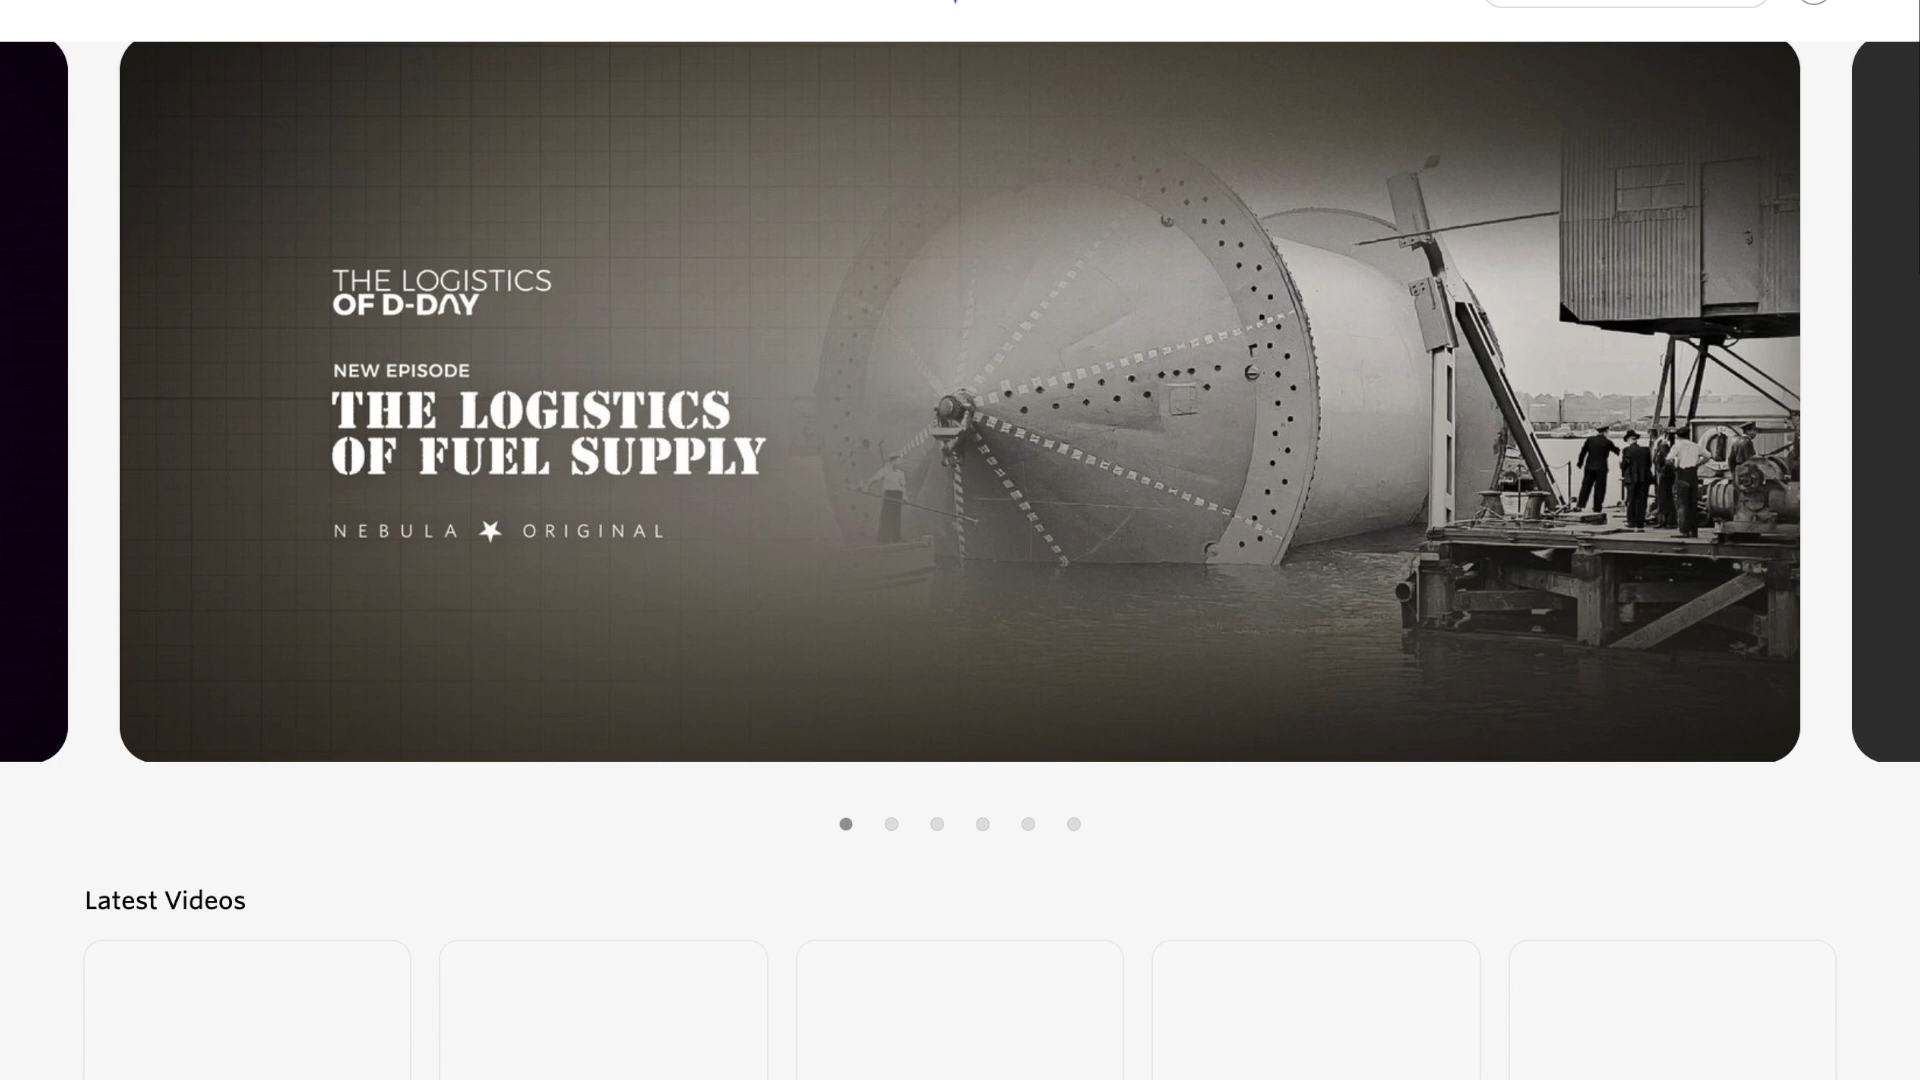 THE LOGISTICS
OF D-DAY
NEW EPISODE
THE LOGISTICS
OF FUEL SUPPLY
NEBULA ORIGINAL
Latest Videos